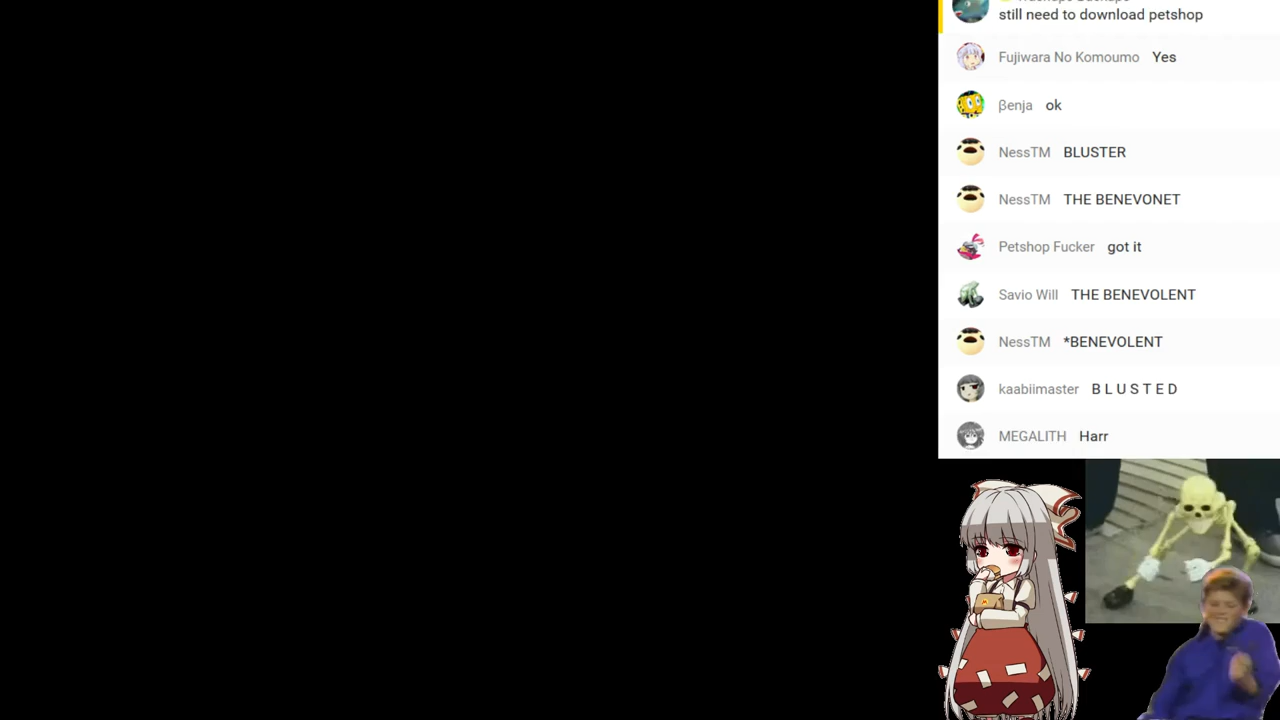 still need to download petshop
Fujiwara No Komoumo Yes
βenja ok
NessTM BLUSTER
NessTM THE BENEVONET
Petshop Fucker got it
Savio Will THE BENEVOLENT
NessTM *BENEVOLENT
kaabiimaster B L U S T E D
MEGALITH Harr